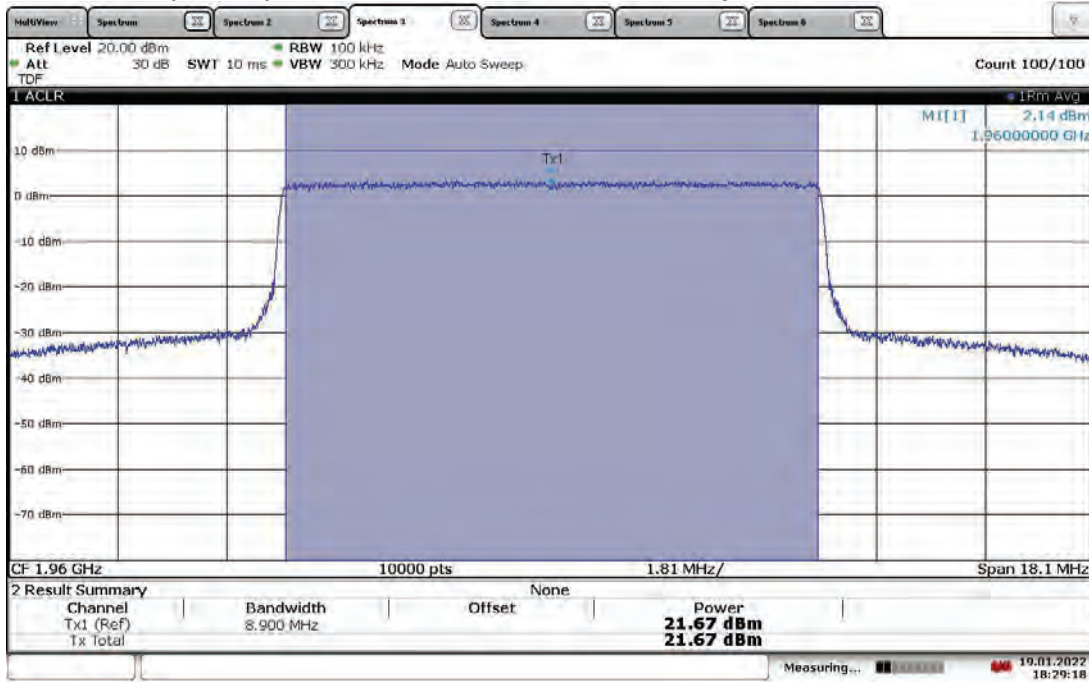 MultiView Spectrum Spectrum 2 Spectrum 3 Spectrum 4 Spectrum 5 Spectrum 6
Ref Level 20.00 dBm RBW 100 kHz
Att 30 dB SWT 10 ms VBW 300 kHz Mode Auto Sweep Count 100/100
TDF
1 ACLR 1Rm Avg
M1[1] 2.14 dBm
1.96000000 GHz
10 dBm
Tx1
0 dBm
-10 dBm
-20 dBm
-30 dBm
-40 dBm
-50 dBm
-60 dBm
-70 dBm
CF 1.96 GHz 10000 pts 1.81 MHz/ Span 18.1 MHz
2 Result Summary None
Channel Bandwidth Offset Power
Tx1 (Ref) 8.900 MHz 21.67 dBm
Tx Total 21.67 dBm
Measuring... 19.01.2022
18:29:18